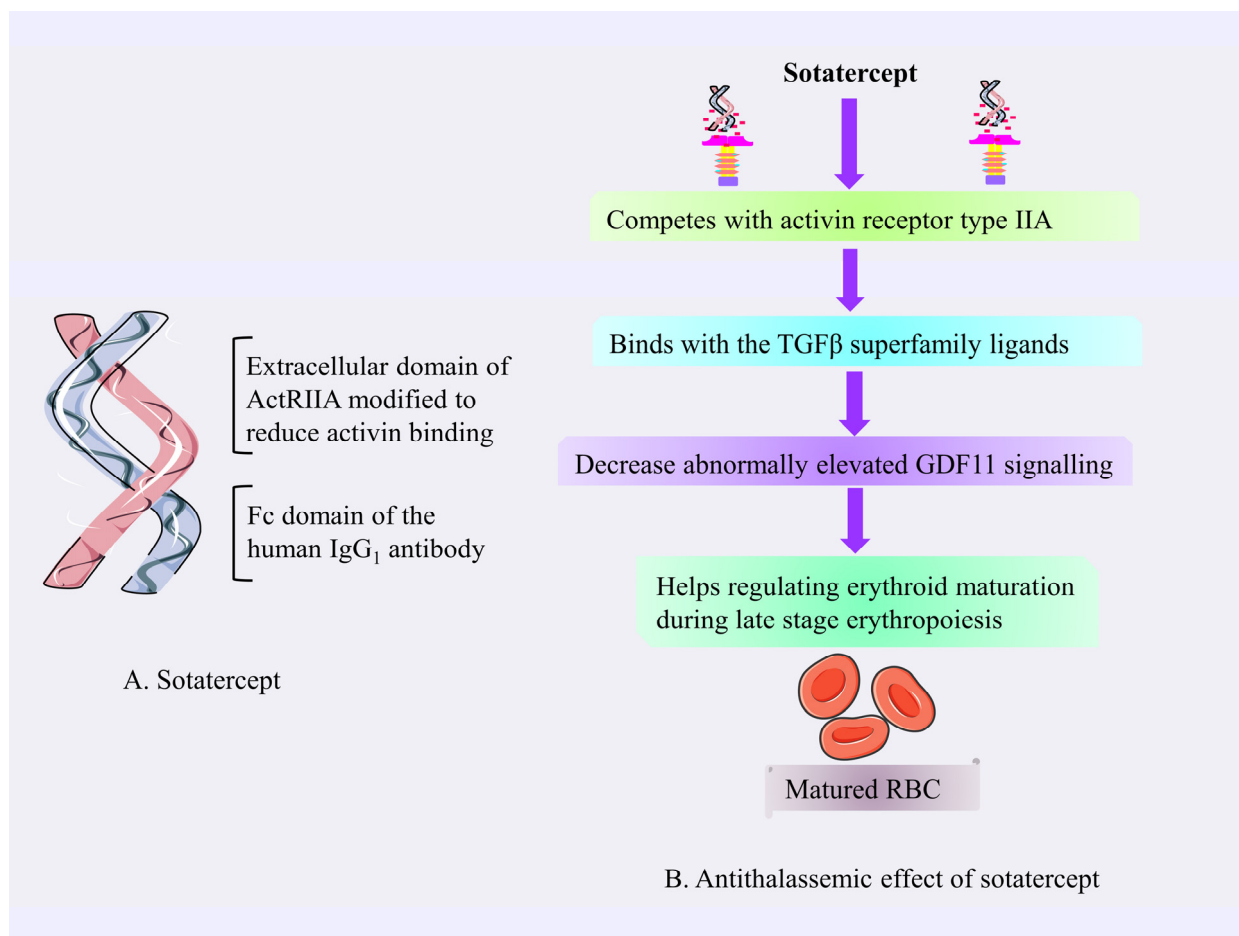 Sotatercept
Competes with activin receptor type IIA
Binds with the TGFβ superfamily ligands
Decrease abnormally elevated GDF11 signalling
Helps regulating erythroid maturation
during late stage erythropoiesis
Matured RBC
B. Antithalassemic effect of sotatercept
Extracellular domain of
ActRIIA modified to
reduce activin binding
Fc domain of the
human IgG₁ antibody
A. Sotatercept